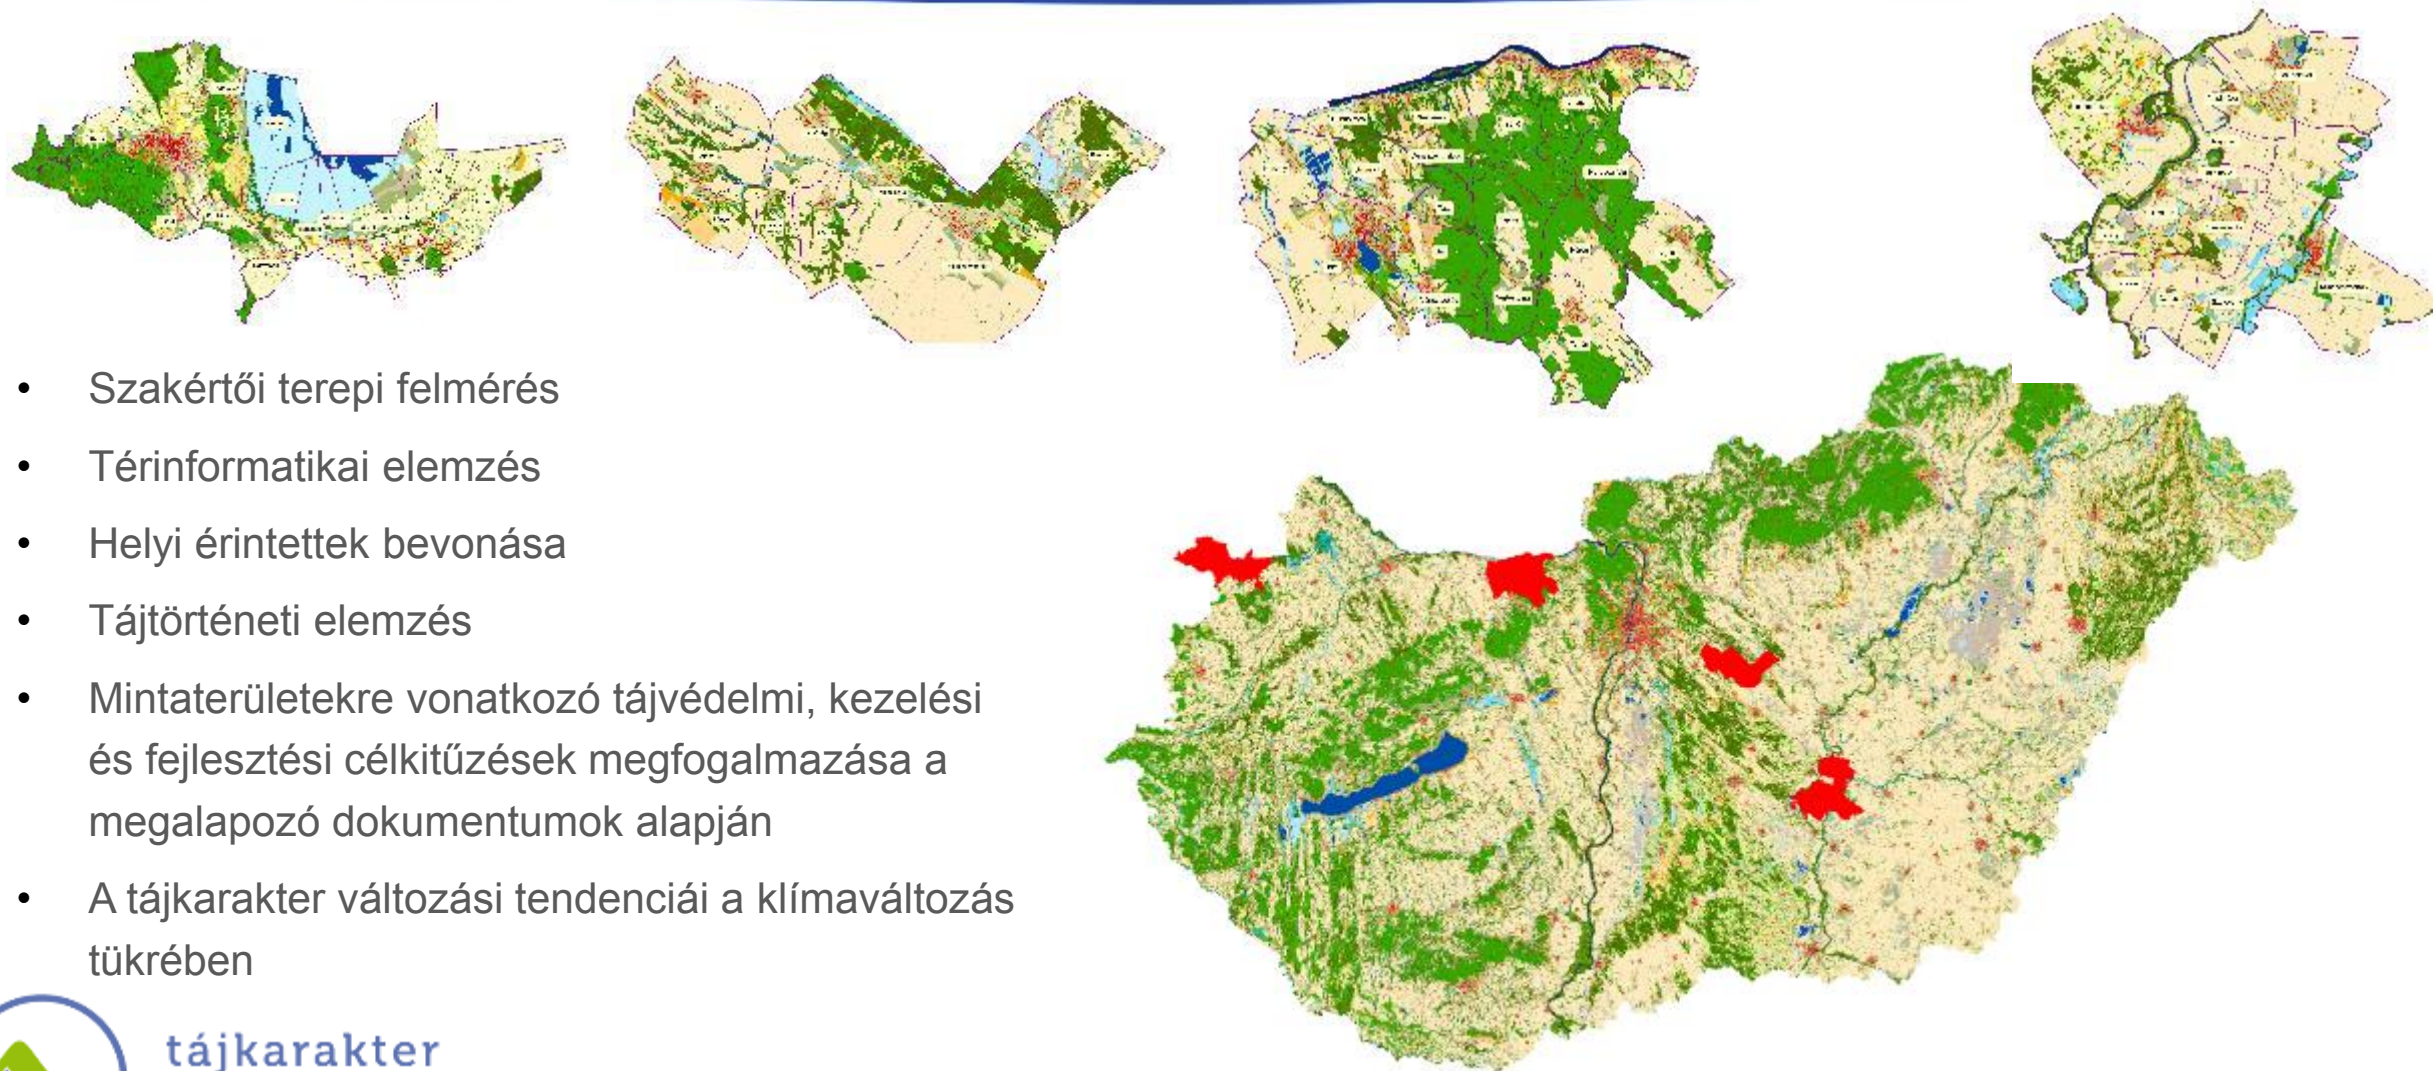 • Szakértői terepi felmérés
• Térinformatikai elemzés
• Helyi érintettek bevonása
• Tájtörténeti elemzés
• Mintaterületekre vonatkozó tájvédelmi, kezelési
és fejlesztési célkitűzések megfogalmazása a
megalapozó dokumentumok alapján
• A tájkarakter változási tendenciái a klímaváltozás
tükrében
tájkarakter